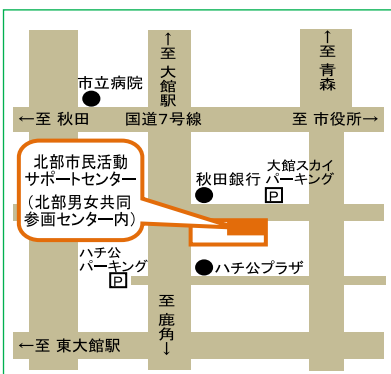 ↑至大館駅
↑至青森
市立病院
←至 秋田
国道7号線
至 市役所→
北部市民活動
サポートセンター
(北部男女共同
参画センター内)
秋田銀行
大館スカイ
パーキング
P
ハチ公
パーキング
P
ハチ公プラザ
至鹿角↓
←至 東大館駅